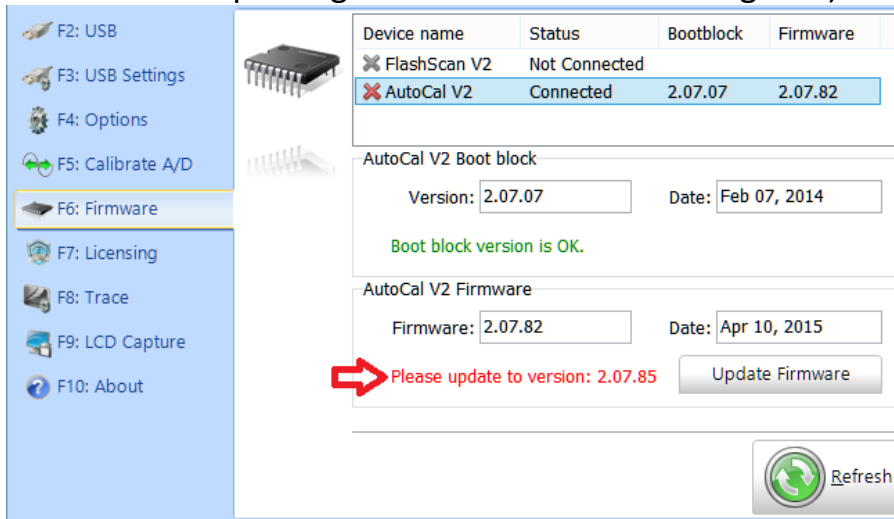 F2: USB
F3: USB Settings
F4: Options
F5: Calibrate A/D
F6: Firmware
F7: Licensing
F8: Trace
F9: LCD Capture
F10: About
Device name Status Bootblock Firmware
FlashScan V2 Not Connected
AutoCal V2 Connected 2.07.07 2.07.82
AutoCal V2 Boot block
Version: 2.07.07 Date: Feb 07, 2014
Boot block version is OK.
AutoCal V2 Firmware
Firmware: 2.07.82 Date: Apr 10, 2015
Please update to version: 2.07.85 Update Firmware
Refresh